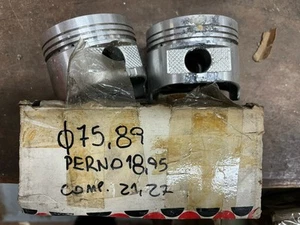 φ75,89
PERNO 18,95
COMP. 21,27